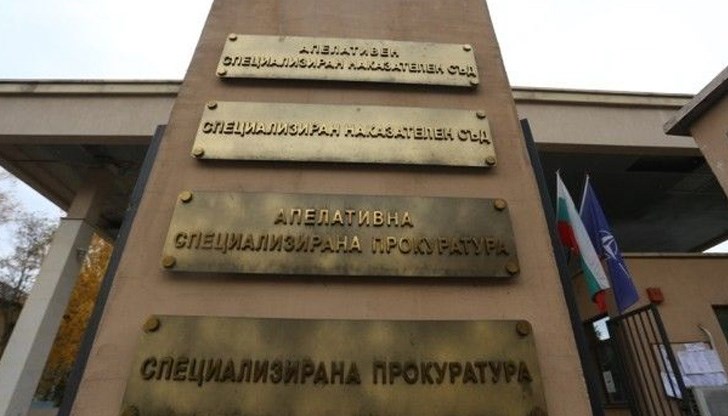 АПЕЛАТИВЕН
СПЕЦИАЛИЗИРАН НАКАЗАТЕЛЕН СЪД
СПЕЦИАЛИЗИРАН НАКАЗАТЕЛЕН СЪД
АПЕЛАТИВНА
СПЕЦИАЛИЗИРАНА ПРОКУРАТУРА
СПЕЦИАЛИЗИРАНА ПРОКУРАТУРА